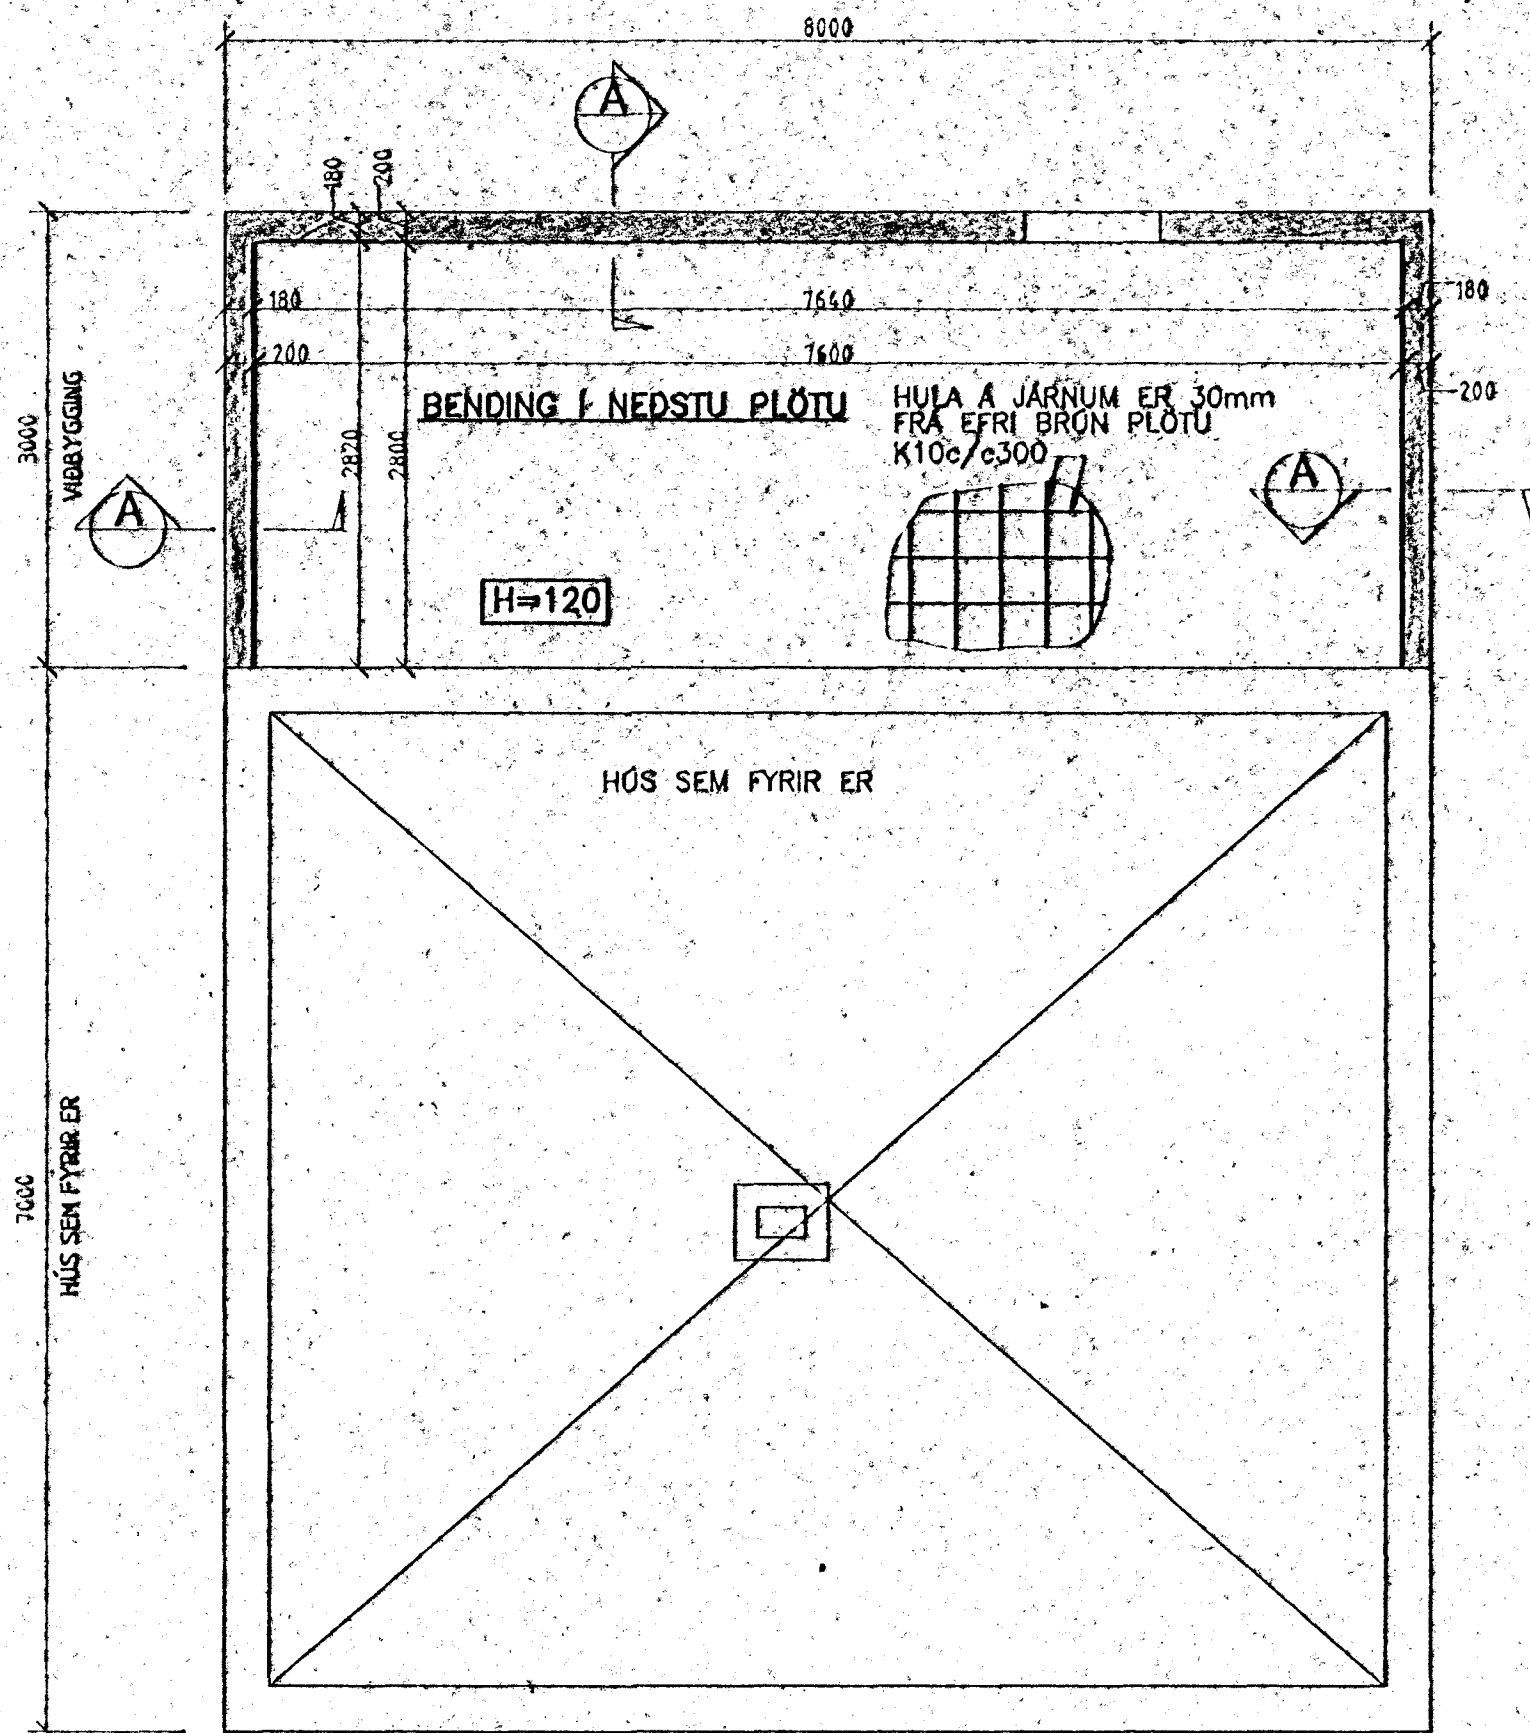 8000
A
180
200
180
7640
180
200
7600
200
3000
VIÐBYGGING
2820
2800
BENDING Í NEÐSTU PLÖTU
HULA Á JÁRNUM ER 30mm
FRÁ EFRI BRÚN PLÖTU
K10c/c300
A
A
H=120
HÚS SEM FYRIR ER
7000
HÚS SEM FYRIR ER